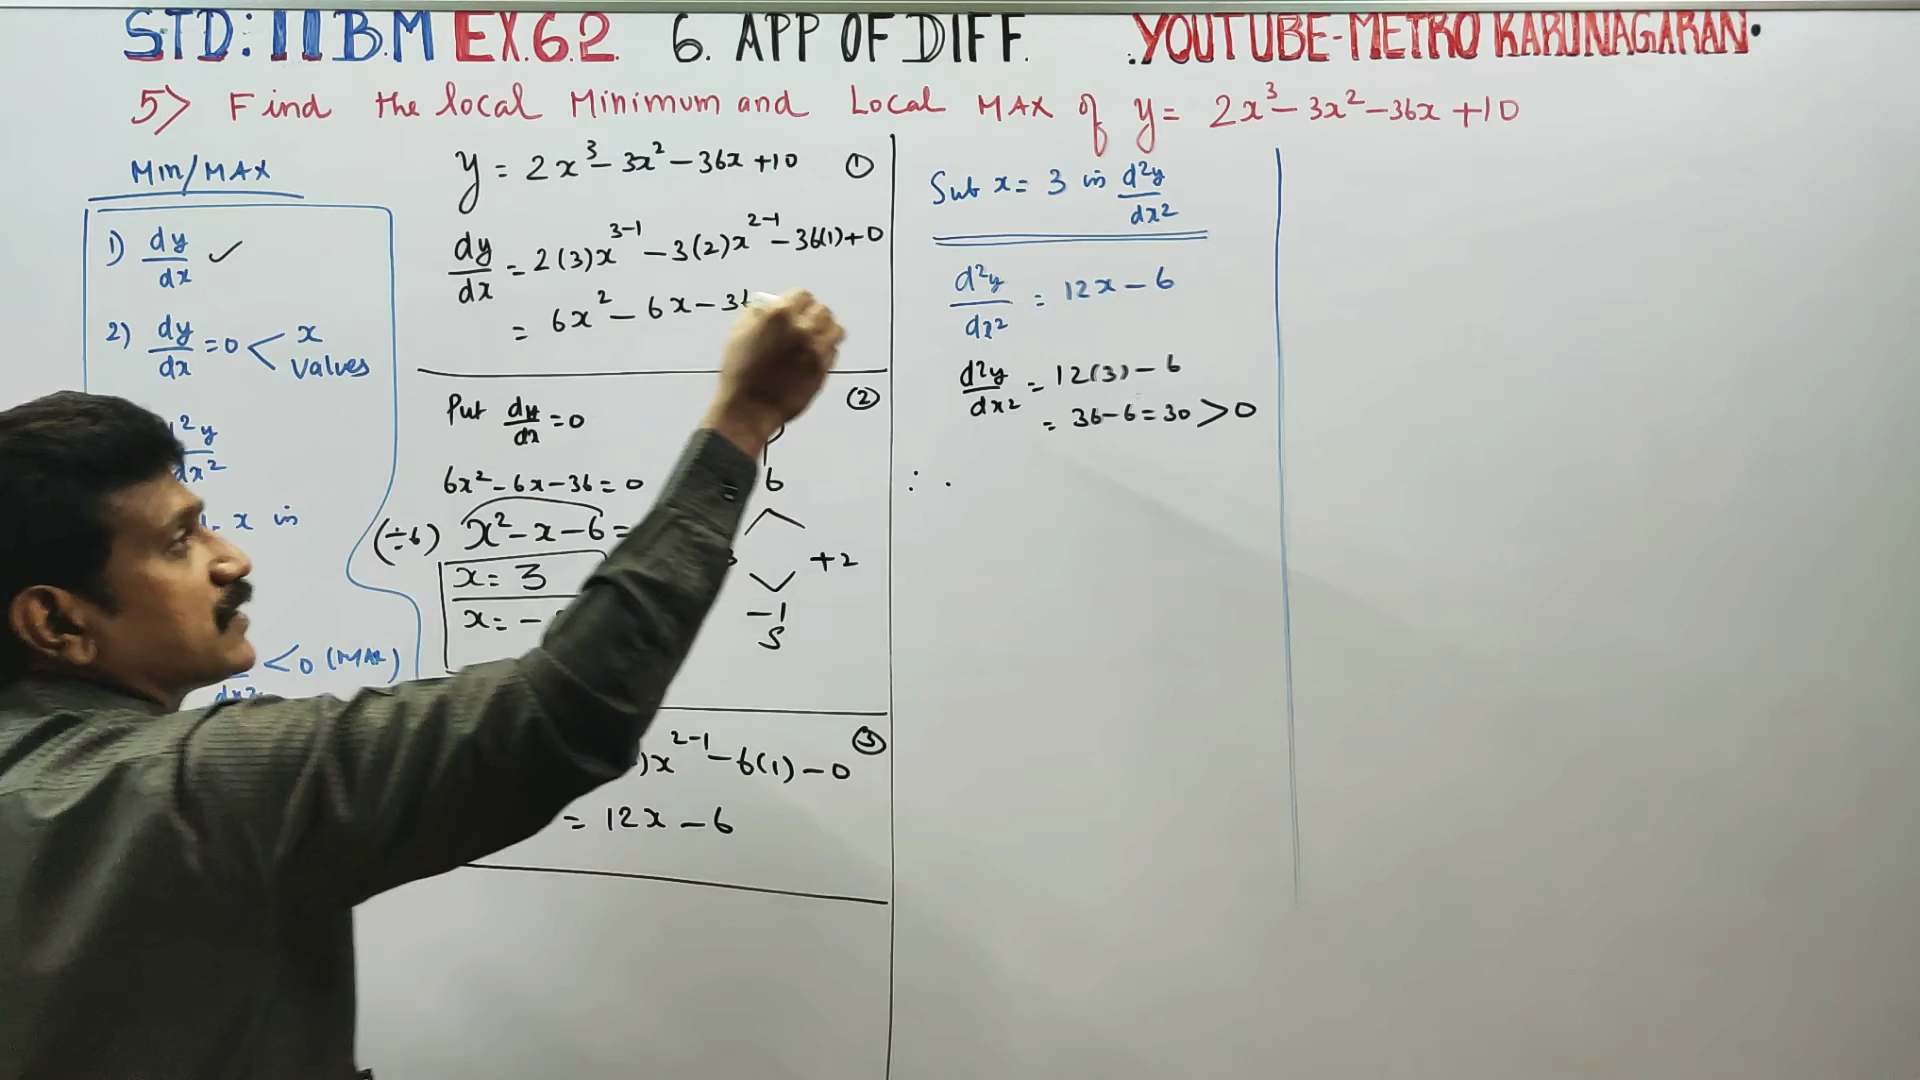 STD: 11 B.M EX.6.2. 6. APP OF DIFF. .YOUTUBE-METRO KARUNAGARAN.
5> Find the local Minimum and Local MAX of y = 2x³ - 3x² - 36x + 10
Min/MAX
1) dy/dx ✓
2) dy/dx = 0 < x values
²y/dx²
x in
< 0 (MAX)
dx²
y = 2x³ - 3x² - 36x + 10 ①
dy/dx = 2(3)x³⁻¹ - 3(2)x²⁻¹ - 36(1) + 0
= 6x² - 6x - 36
②
Put dy/dx = 0
6x² - 6x - 36 = 0
(÷6) x² - x - 6 =
x = 3
x = -
6
+2
-1
S
③
)x²⁻¹ - 6(1) - 0
= 12x - 6
Sub x = 3 in d²y/dx²
d²y/dx² = 12x - 6
d²y/dx² = 12(3) - 6
= 36 - 6 = 30 > 0
∴